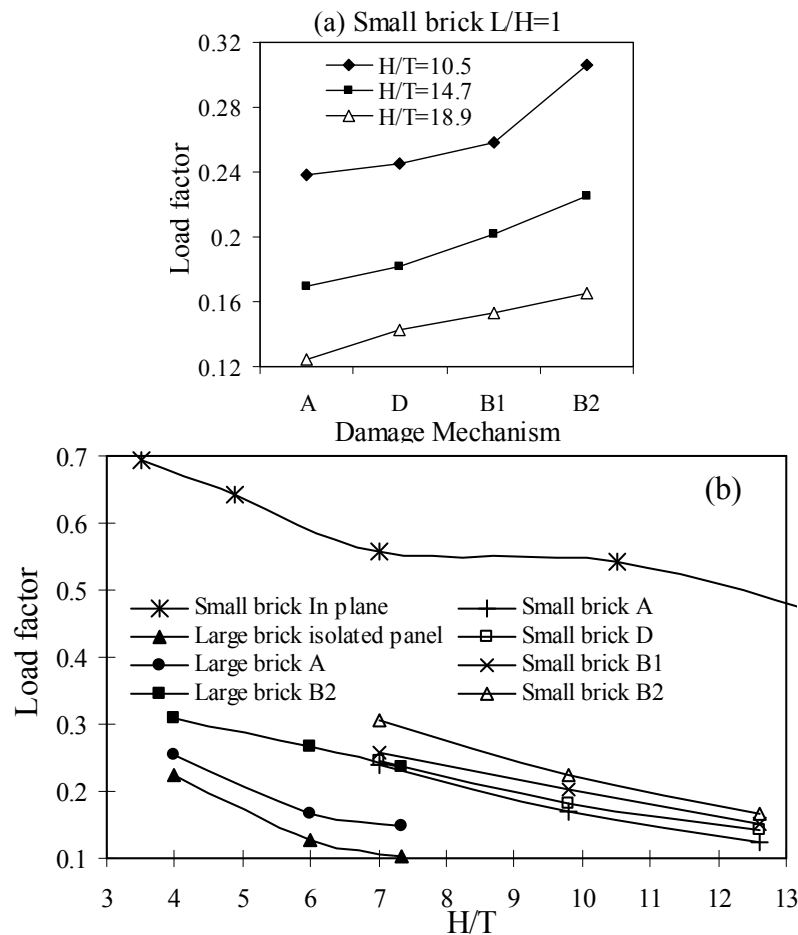 (a) Small brick L/H=1
0.32
0.28
0.24
0.2
0.16
0.12
Load factor
H/T=10.5
H/T=14.7
H/T=18.9
A D B1 B2
Damage Mechanism
(b)
0.7
0.6
0.5
0.4
0.3
0.2
0.1
Load factor
Small brick In plane
Large brick isolated panel
Large brick A
Large brick B2
Small brick A
Small brick D
Small brick B1
Small brick B2
3 4 5 6 7 8 9 10 11 12 13
H/T